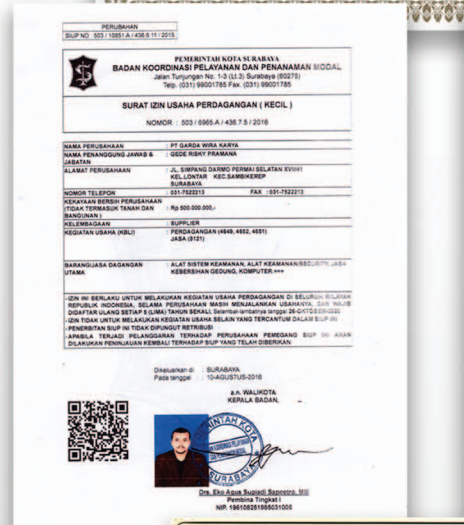 PERUBAHAN
SIUP NO 503 / 10851.A / 436.6.11 / 2015
PEMERINTAH KOTA SURABAYA
BADAN KOORDINASI PELAYANAN DAN PENANAMAN MODAL
Jalan Tunjungan No. 1-3 (Lt.3) Surabaya (60275)
Telp. (031) 99001785 Fax. (031) 99001785
SURAT IZIN USAHA PERDAGANGAN ( KECIL )
NOMOR : 503 / 6965.A / 436.7.5 / 2016
NAMA PERUSAHAAN : PT GARDA WIRA KARYA
NAMA PENANGGUNG JAWAB & : GEDE RISKY PRAMANA
JABATAN
ALAMAT PERUSAHAAN : JL. SIMPANG DARMO PERMAI SELATAN
KEL.LONTAR KEC.SAMBIKEREP
SURABAYA
NOMOR TELEPON : 031-7522213 FAX : 031-7522213
KEKAYAAN BERSIH PERUSAHAAN
(TIDAK TERMASUK TANAH DAN : Rp 500.000.000,-
BANGUNAN )
KELEMBAGAAN : SUPPLIER
KEGIATAN USAHA (KBLI) : PERDAGANGAN (4649, 4652, 4651)
JASA (8121)
BARANG/JASA DAGANGAN : ALAT SISTEM KEAMANAN, ALAT KEAMANAN/SECURITY, JASA
UTAMA KEBERSIHAN GEDUNG, KOMPUTER.===
-IZIN INI BERLAKU UNTUK MELAKUKAN KEGIATAN USAHA PERDAGANGAN DI SELURUH WILAYAH
REPUBLIK INDONESIA, SELAMA PERUSAHAAN MASIH MENJALANKAN USAHANYA, DAN WAJIB
DIDAFTAR ULANG SETIAP 5 (LIMA) TAHUN SEKALI, Selambat-lambatnya tanggal 26-OKTOBER-2020
-IZIN TIDAK UNTUK MELAKUKAN KEGIATAN USAHA SELAIN YANG TERCANTUM DALAM SIUP INI
-PENERBITAN SIUP INI TIDAK DIPUNGUT RETRIBUSI
-APABILA TERJADI PELANGGARAN TERHADAP PERUSAHAAN PEMEGANG SIUP INI AKAN
DILAKUKAN PENINJAUAN KEMBALI TERHADAP SIUP YANG TELAH DIBERIKAN
Dikeluarkan di : SURABAYA
Pada tanggal : 10-AGUSTUS-2016
a.n. WALIKOTA
KEPALA BADAN,
PEMERINTAH KOTA
SURABAYA
Drs. Eko Agus Supiadi Sapoetro, MM
Pembina Tingkat I
NIP. 196108251985031005